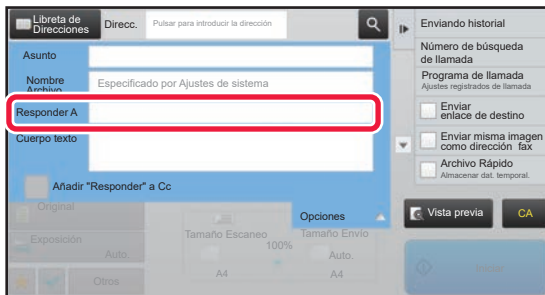 Libreta de
Direcciones
Direcc.
Pulsar para introducir la dirección
Asunto
Nombre
Archivo
Especificado por Ajustes de sistema
Responder A
Cuerpo texto
Añadir "Responder" a Cc
Opciones
Original
Exposición
Auto.
Otros
Tamaño Escaneo
100%
A4
Tamaño Envío
Auto.
A4
Enviando historial
Número de búsqueda
de llamada
Programa de llamada
Ajustes registrados de llamada
Enviar
enlace de destino
Enviar misma imagen
como dirección fax
Archivo Rápido
Almacenar dat. temporal.
Vista previa
CA
Iniciar